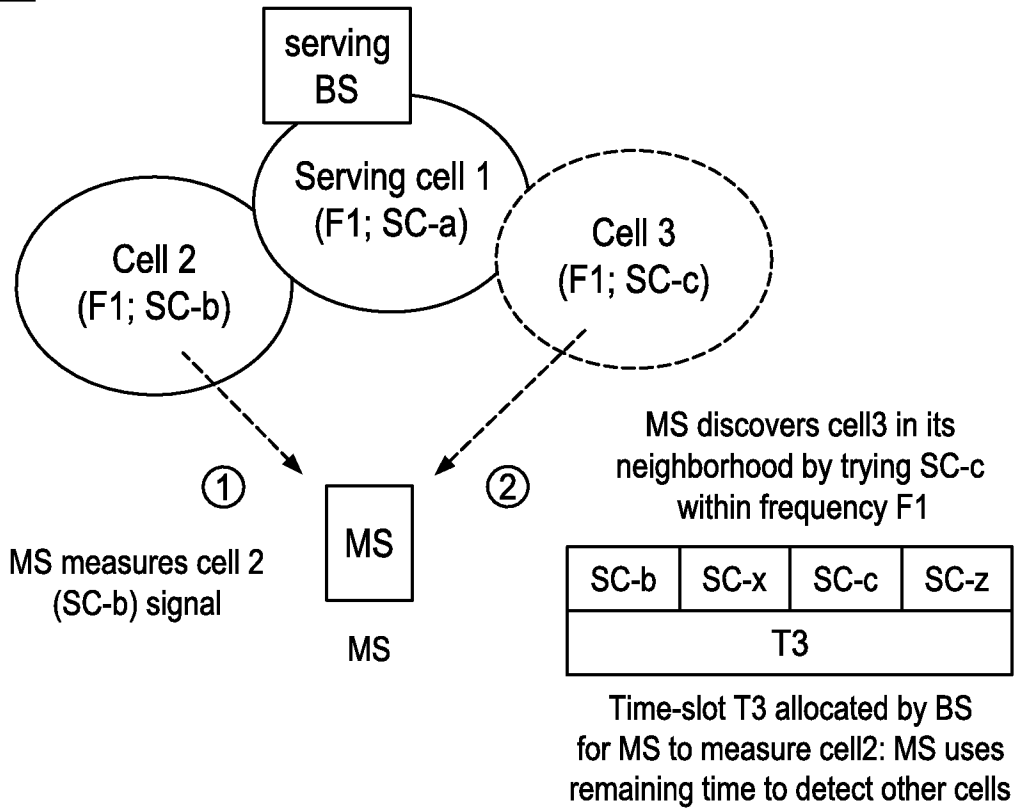 serving
BS
Serving cell 1
(F1; SC-a)
Cell 2
(F1; SC-b)
Cell 3
(F1; SC-c)
1
2
MS measures cell 2
(SC-b) signal
MS
MS
MS discovers cell3 in its
neighborhood by trying SC-c
within frequency F1
SC-b SC-x SC-c SC-z
T3
Time-slot T3 allocated by BS
for MS to measure cell2: MS uses
remaining time to detect other cells